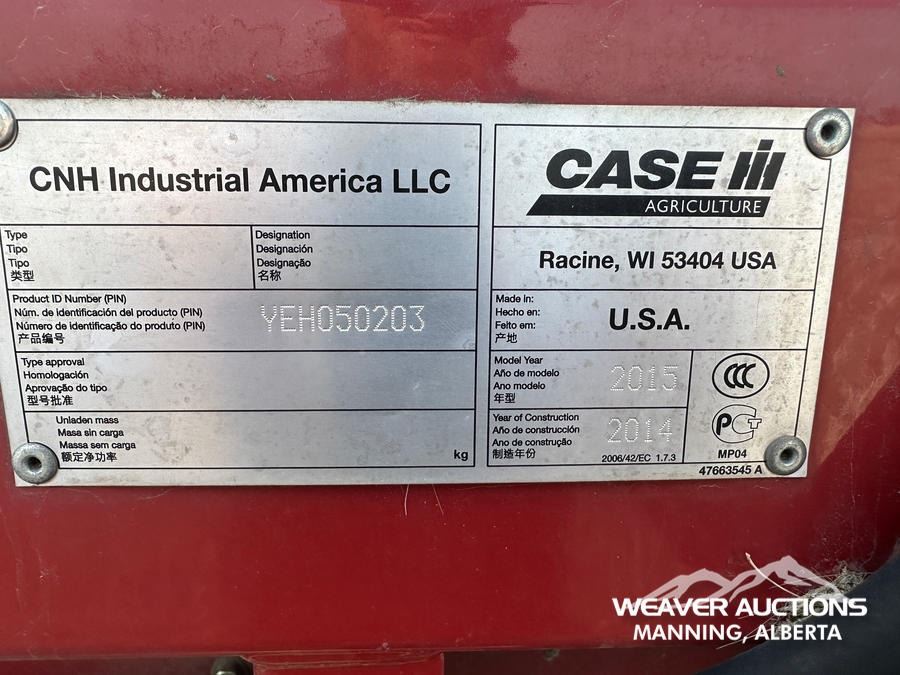 CNH Industrial America LLC
CASE IH
AGRICULTURE
Racine, WI 53404 USA
Type
Tipo
Tipo
类型
Designation
Designación
Designação
名称
Product ID Number (PIN)
Núm. de identificación del producto (PIN)
Número de identificação do produto (PIN)
产品编号
YEH050203
Made in:
Hecho en:
Feito em:
产地
U.S.A.
Type approval
Homologación
Aprovação do tipo
型号批准
Model Year
Año de modelo
Ano modelo
年型
2015
Unladen mass
Masa sin carga
Massa sem carga
额定净功率
kg
Year of Construction
Año de construcción
Ano de construção
制造年份
2014
2006/42/EC 1.7.3
CCC
PCT
MP04
47663545 A
WEAVER AUCTIONS
MANNING, ALBERTA